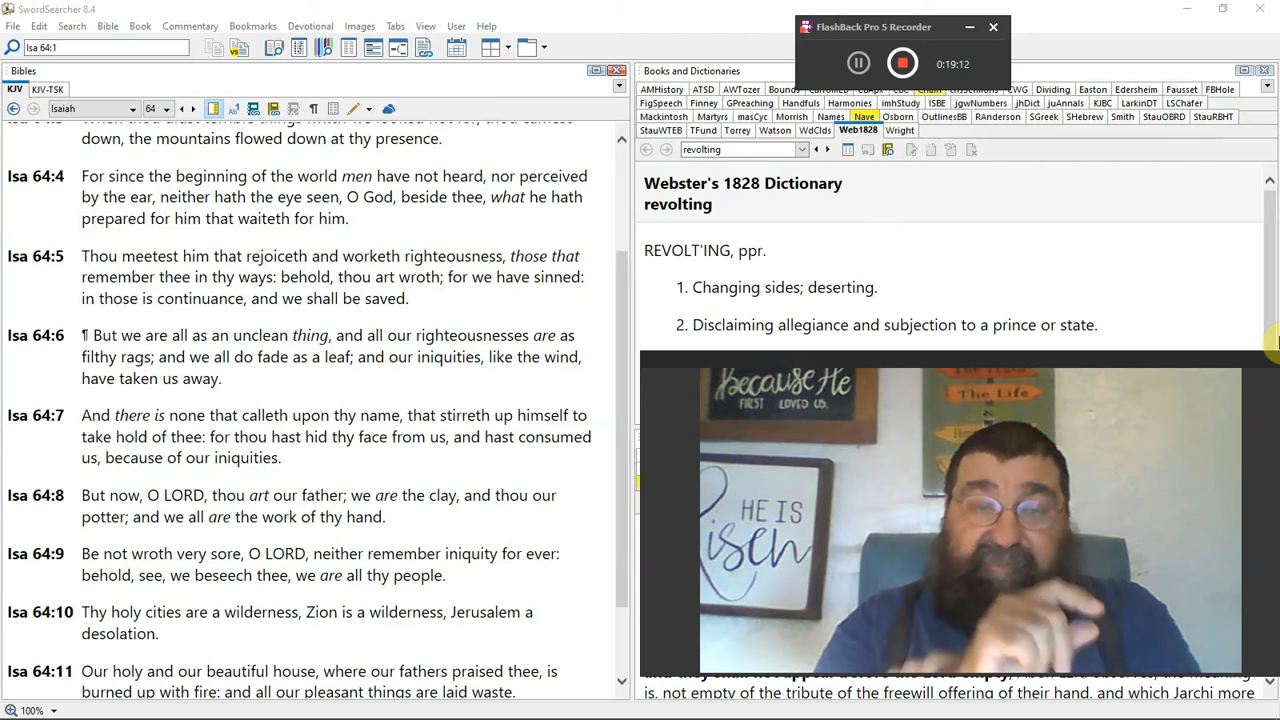 SwordSearcher 8.4
File Edit Search Bible Book Commentary Bookmarks Devotional Images Tabs View User Help
Isa 64:1
FlashBack Pro 5 Recorder
0:19:12
Bibles
KJV KJV-TSK
Isaiah 64
down, the mountains flowed down at thy presence.
Isa 64:4 For since the beginning of the world men have not heard, nor perceived
by the ear, neither hath the eye seen, O God, beside thee, what he hath
prepared for him that waiteth for him.
Isa 64:5 Thou meetest him that rejoiceth and worketh righteousness, those that
remember thee in thy ways: behold, thou art wroth; for we have sinned:
in those is continuance, and we shall be saved.
Isa 64:6 ¶ But we are all as an unclean thing, and all our righteousnesses are as
filthy rags; and we all do fade as a leaf; and our iniquities, like the wind,
have taken us away.
Isa 64:7 And there is none that calleth upon thy name, that stirreth up himself to
take hold of thee: for thou hast hid thy face from us, and hast consumed
us, because of our iniquities.
Isa 64:8 But now, O LORD, thou art our father; we are the clay, and thou our
potter; and we all are the work of thy hand.
Isa 64:9 Be not wroth very sore, O LORD, neither remember iniquity for ever:
behold, see, we beseech thee, we are all thy people.
Isa 64:10 Thy holy cities are a wilderness, Zion is a wilderness, Jerusalem a
desolation.
Isa 64:11 Our holy and our beautiful house, where our fathers praised thee, is
burned up with fire: and all our pleasant things are laid waste.
100%
Books and Dictionaries
AMHistory ATSD AWTozer Bounds Chain EWG Dividing Easton Edersheim Fausset FBHole
FigSpeech Finney GPreaching Handfuls Harmonies imhStudy ISBE jgwNumbers jhDict juAnnals KJBC LarkinDT LSChafer
Mackintosh Martyrs masCyc Morrish Names Nave Osborn OutlinesBB RAnderson SGreek SHebrew Smith StauOBRD StauRBHT
StauWTEB TFund Torrey Watson WdClds Web1828 Wright
revolting
Webster's 1828 Dictionary
revolting
REVOLT'ING, ppr.
1. Changing sides; deserting.
2. Disclaiming allegiance and subjection to a prince or state.
Because He
FIRST LOVED US.
The Life
HE IS
Risen
is, not empty of the tribute of the freewill offering of their hand, and which Jarchi more